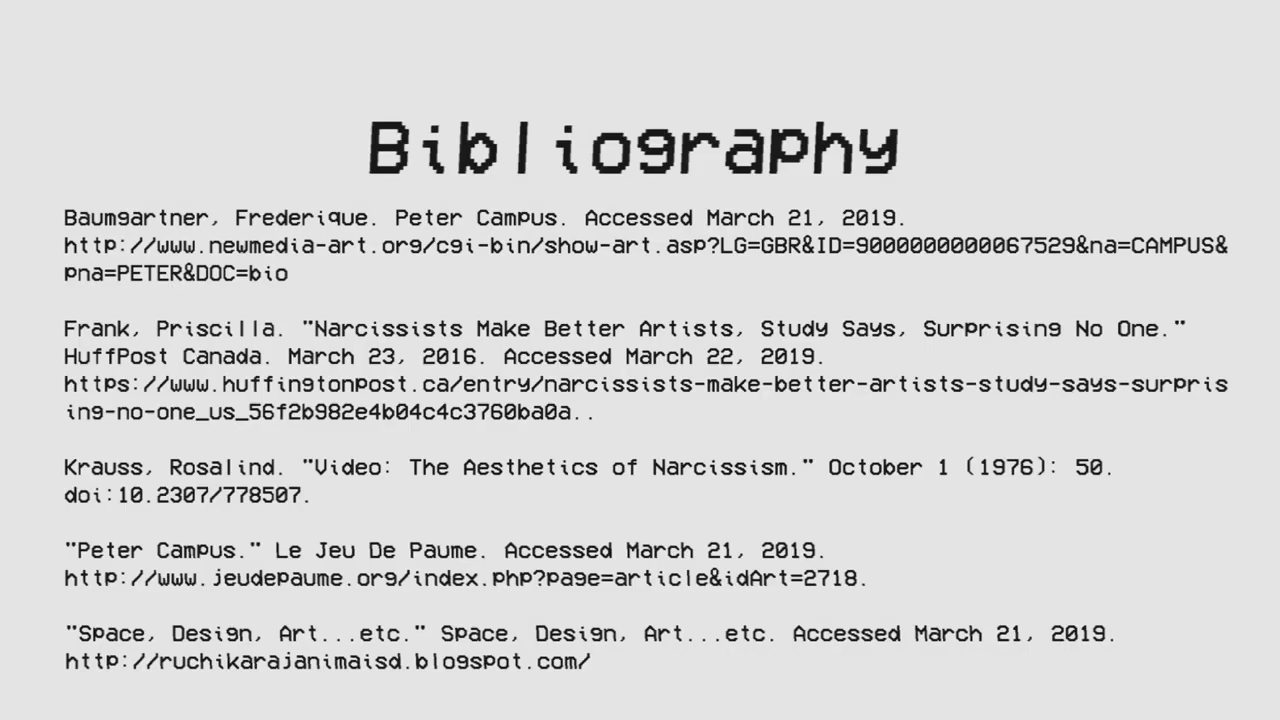 Bibliography
Baumgartner, Frederique. Peter Campus. Accessed March 21, 2019.
http://www.newmedia-art.org/cgi-bin/show-art.asp?LG=GBR&ID=9000000000067529&na=CAMPUS&
pna=PETER&DOC=bio
Frank, Priscilla. "Narcissists Make Better Artists, Study Says, Surprising No One."
HuffPost Canada. March 23, 2016. Accessed March 22, 2019.
https://www.huffingtonpost.ca/entry/narcissists-make-better-artists-study-says-surpris
ing-no-one_us_56f2b982e4b04c4c3760ba0a..
Krauss, Rosalind. "Video: The Aesthetics of Narcissism." October 1 (1976): 50.
doi:10.2307/778507.
"Peter Campus." Le Jeu De Paume. Accessed March 21, 2019.
http://www.jeudepaume.org/index.php?page=article&idArt=2718.
"Space, Design, Art...etc." Space, Design, Art...etc. Accessed March 21, 2019.
http://ruchikarajanimaisd.blogspot.com/